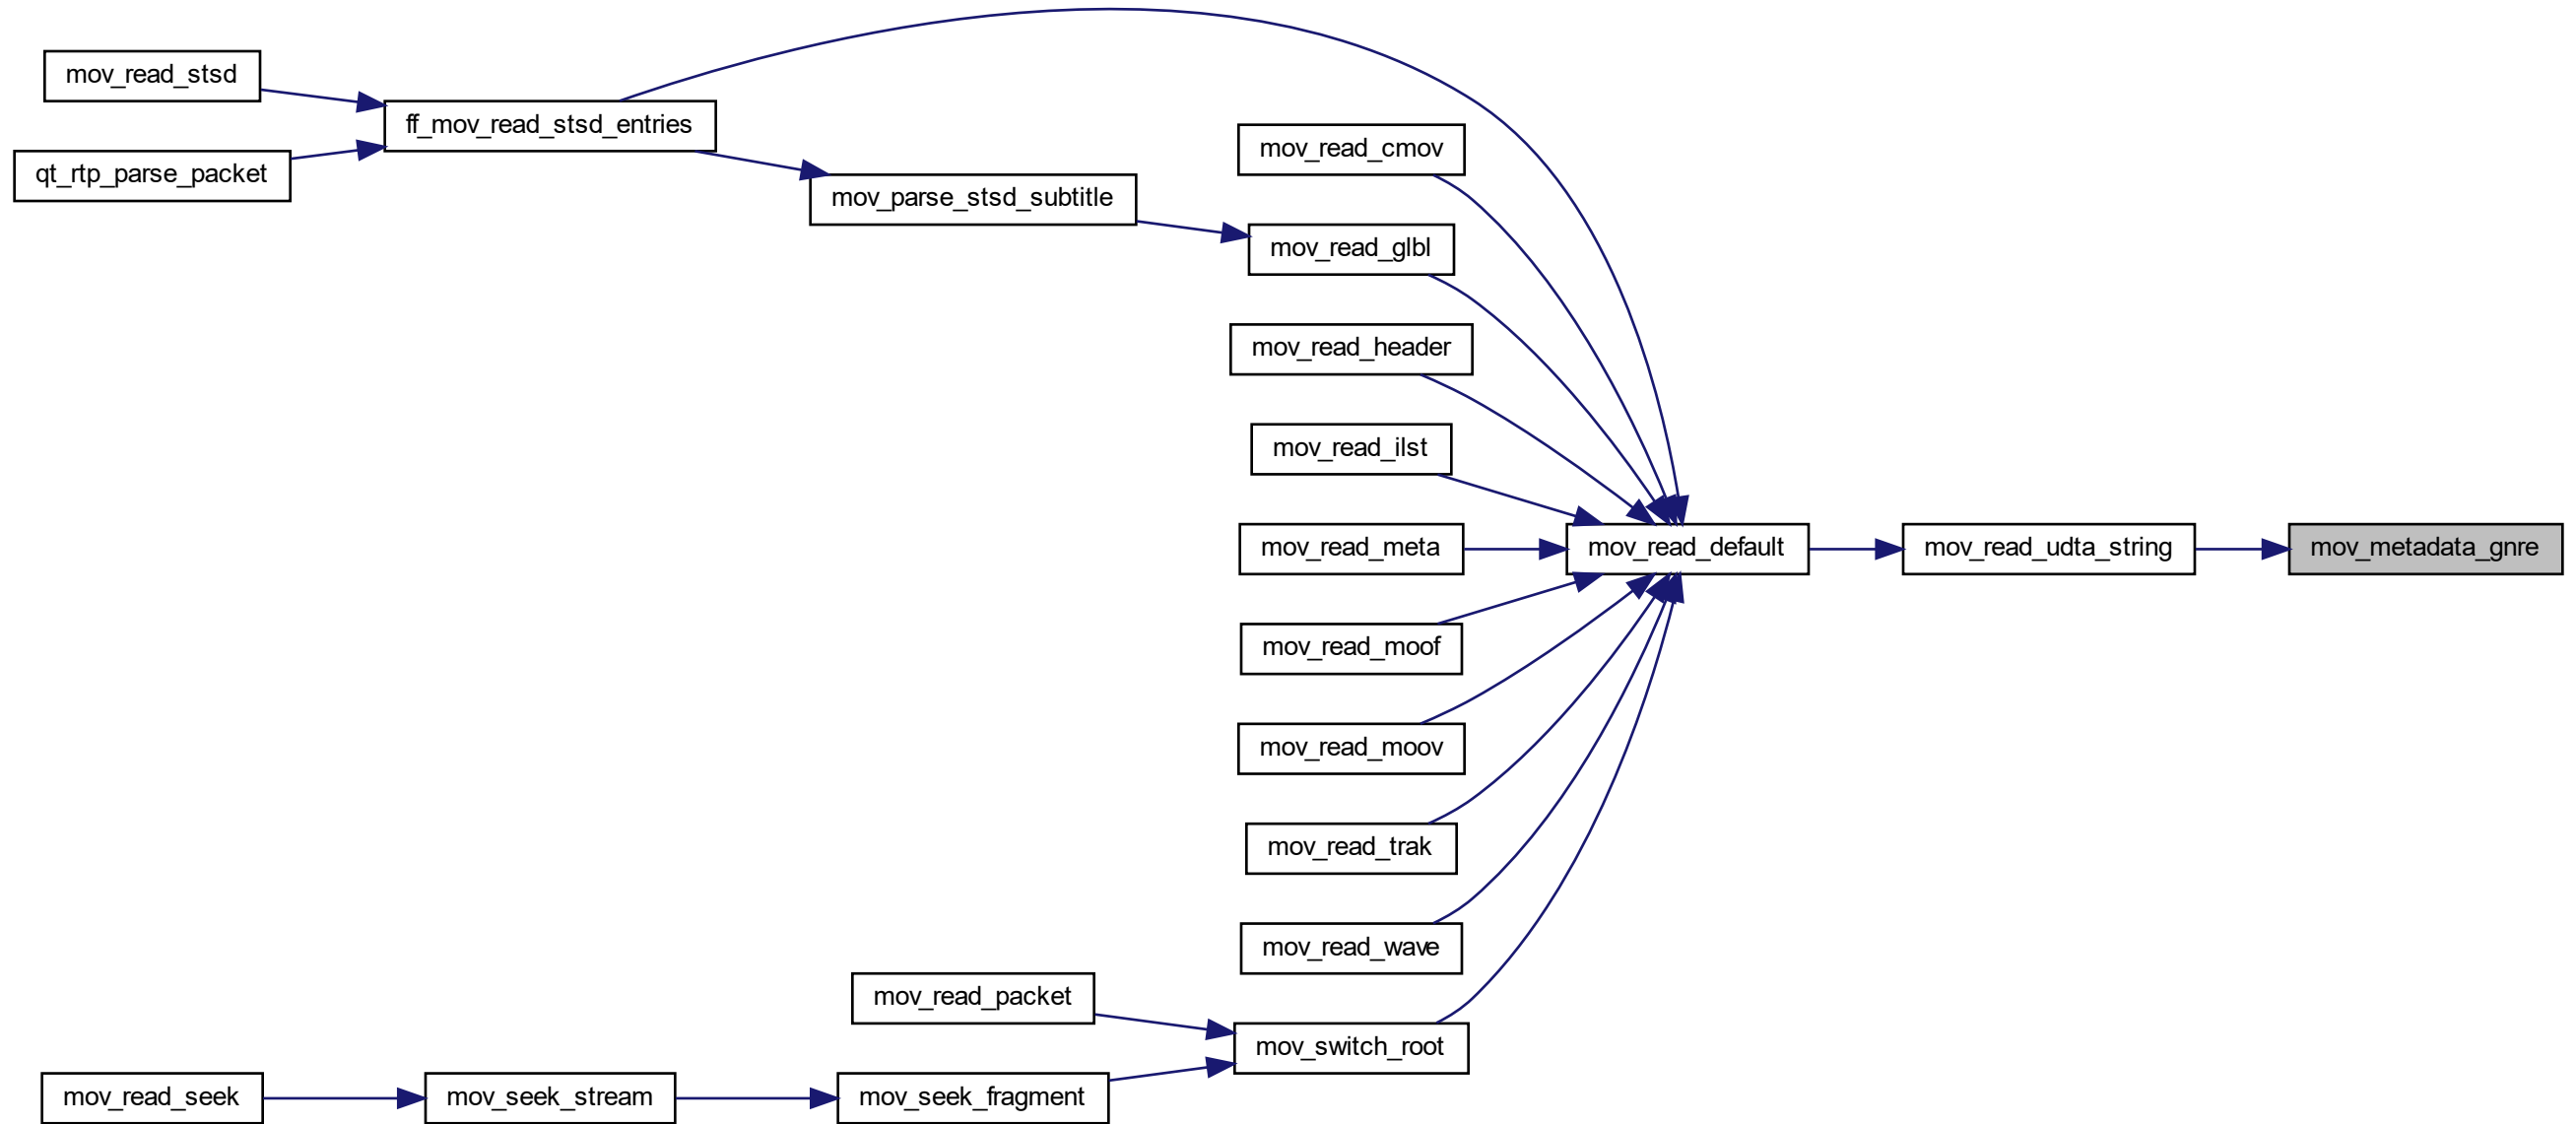 mov_read_stsd
ff_mov_read_stsd_entries
mov_read_cmov
qt_rtp_parse_packet
mov_parse_stsd_subtitle
mov_read_glbl
mov_read_header
mov_read_ilst
mov_read_meta
mov_read_default
mov_read_udta_string
mov_metadata_gnre
mov_read_moof
mov_read_moov
mov_read_trak
mov_read_wave
mov_read_packet
mov_switch_root
mov_read_seek
mov_seek_stream
mov_seek_fragment